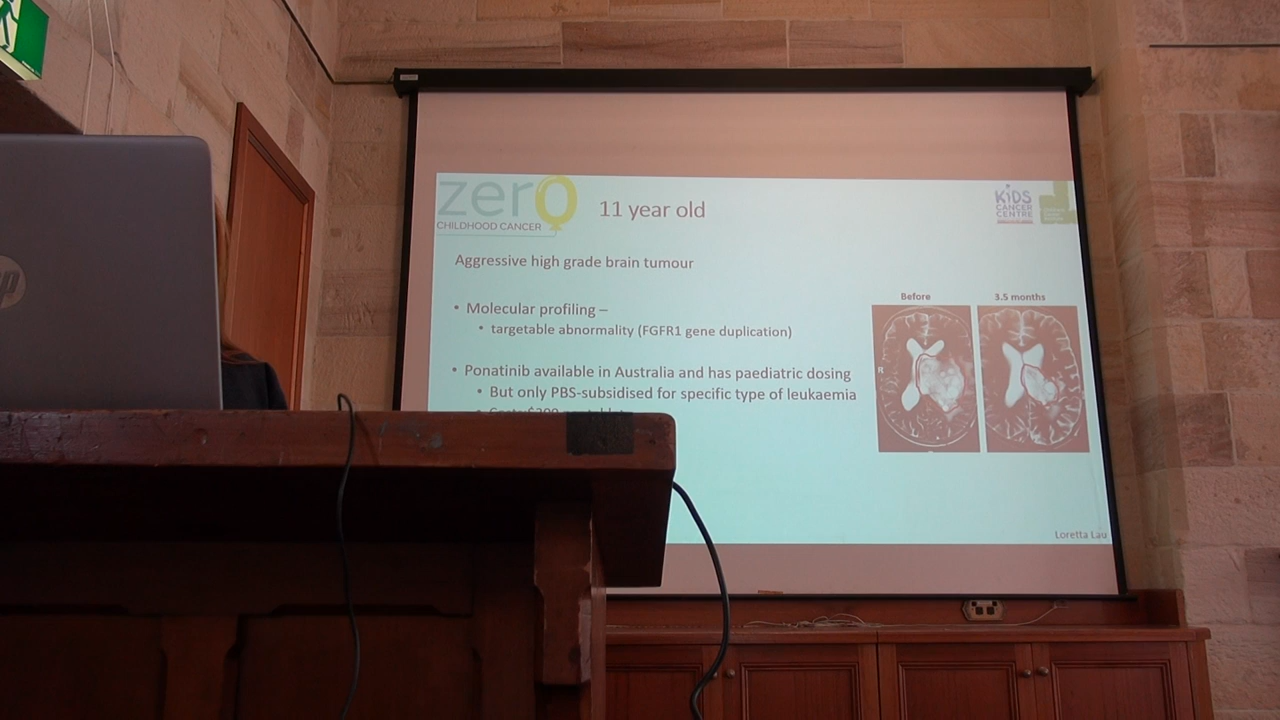 zero
CHILDHOOD CANCER
11 year old
KiDS
CANCER
CENTRE
Aggressive high grade brain tumour
• Molecular profiling –
• targetable abnormality (FGFR1 gene duplication)
• Ponatinib available in Australia and has paediatric dosing
• But only PBS-subsidised for specific type of leukaemia
Before
3.5 months
R
Loretta Lau
hp